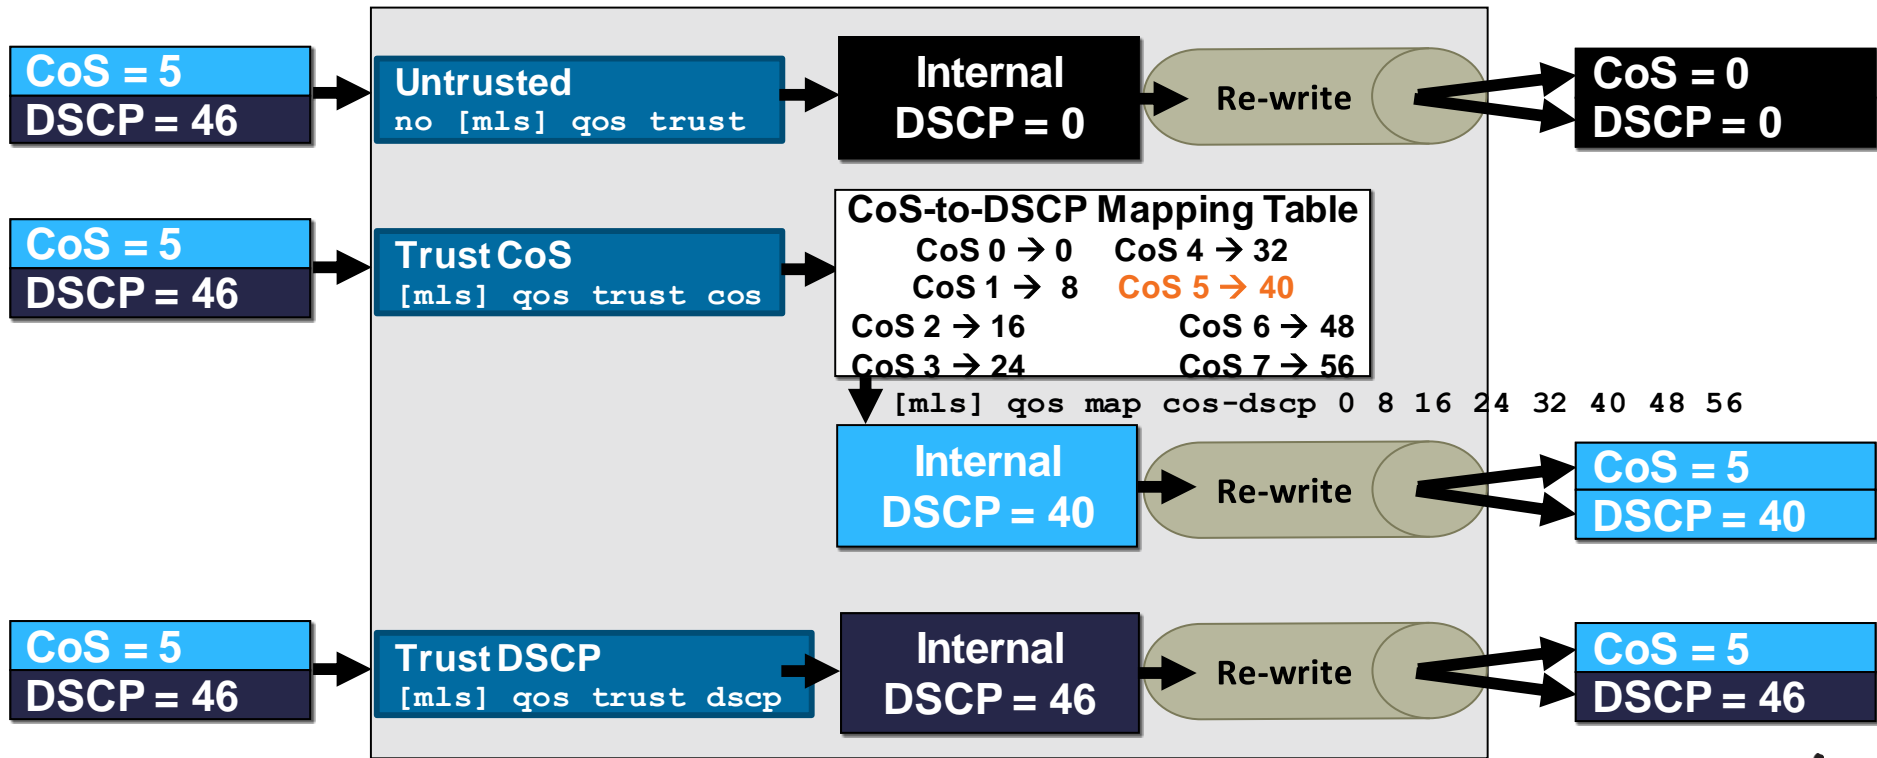 CoS = 5
DSCP = 46
Untrusted
no [mls] qos trust
Internal
DSCP = 0
Re-write
CoS = 0
DSCP = 0
CoS = 5
DSCP = 46
Trust CoS
[mls] qos trust cos
CoS-to-DSCP Mapping Table
CoS 0 → 0 CoS 4 → 32
CoS 1 → 8 CoS 5 → 40
CoS 2 → 16 CoS 6 → 48
CoS 3 → 24 CoS 7 → 56
[mls] qos map cos-dscp 0 8 16 24 32 40 48 56
Internal
DSCP = 40
Re-write
CoS = 5
DSCP = 40
CoS = 5
DSCP = 46
Trust DSCP
[mls] qos trust dscp
Internal
DSCP = 46
Re-write
CoS = 5
DSCP = 46